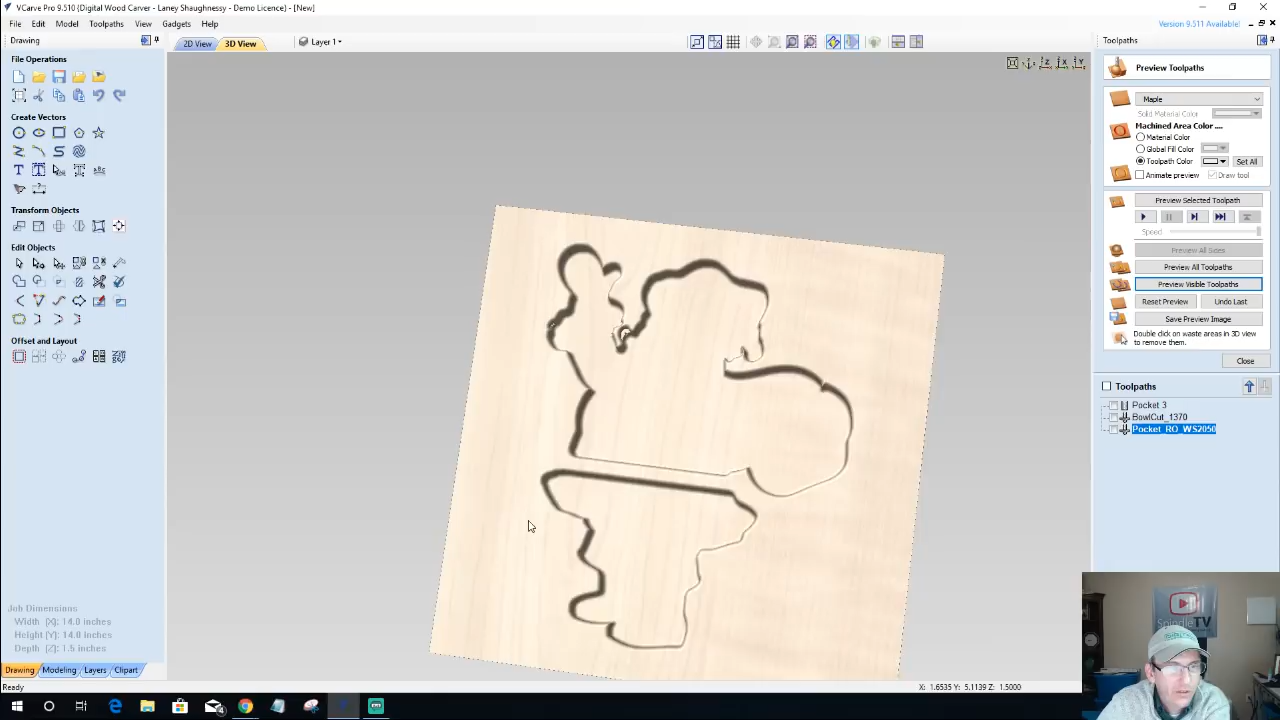 VCarve Pro 9.510 {Digital Wood Carver - Laney Shaughnessy - Demo Licence} - [New]
File Edit Model Toolpaths View Gadgets Help
Version 9.511 Available!
Drawing
2D View 3D View Layer 1
Toolpaths
File Operations
Create Vectors
Transform Objects
Edit Objects
Offset and Layout
Job Dimensions
Width (X): 14.0 inches
Height (Y): 14.0 inches
Depth (Z): 1.5 inches
Drawing Modeling Layers Clipart
Ready
X: 1.6535 Y: 5.1139 Z: 1.5000
Preview Toolpaths
Maple
Solid Material Color
Machined Area Color ....
Material Color
Global Fill Color
Toolpath Color Set All
Animate preview Draw tool
Preview Selected Toolpath
Speed
Preview All Sides
Preview All Toolpaths
Preview Visible Toolpaths
Reset Preview Undo Last
Save Preview Image
Double click on waste areas in 3D view
to remove them.
Close
Toolpaths
Pocket 3
BowlCut_1370
Pocket_RO_WS2050
SpindleTV